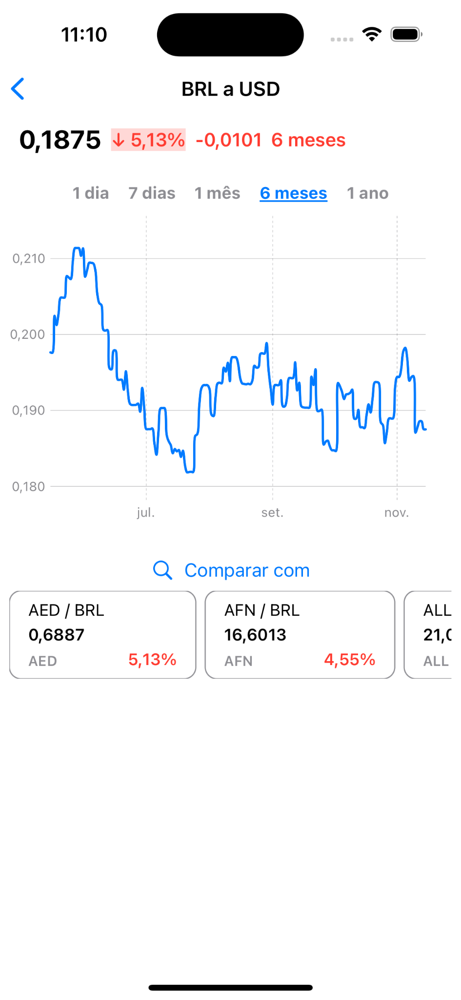 11:10
BRL a USD
0,1875 ↓ 5,13% -0,0101 6 meses
1 dia 7 dias 1 mês 6 meses 1 ano
0,210
0,200
0,190
0,180
jul. set. nov.
Comparar com
AED / BRL
0,6887
AED 5,13%
AFN / BRL
16,6013
AFN 4,55%
ALL
21,0
ALL